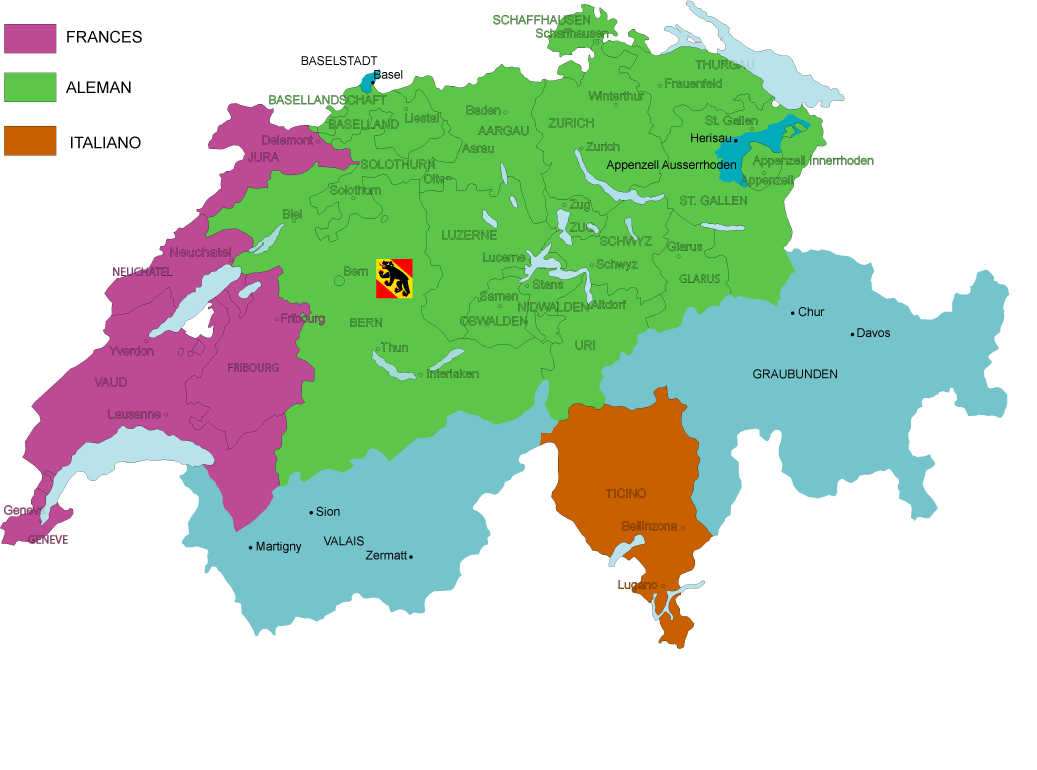 FRANCES
ALEMAN
ITALIANO
SCHAFFHAUSEN
Schafhausen
BASELSTADT
Basel
THURGAU
Frauenfeld
Winterthur
BASELLANDSCHAFT
BASELLAND
Liestal
Baden
AARGAU
ZURICH
St. Gallen
Herisau
Delemont
JURA
Aarau
Zurich
Appenzell Ausserrhoden
Appenzell Innerrhoden
SOLOTHURN
Olten
Appenzell
Solothurn
Zug
ST. GALLEN
Biel
ZUG
LUZERNE
SCHWYZ
Glarus
Neuchatel
NEUCHATEL
Lucerne
Schwyz
Bern
GLARUS
Stans
Sarnen
NIDWALDEN
Altdorf
Fribourg
BERN
OBWALDEN
Chur
Davos
Yverdon
Thun
URI
FRIBOURG
Interlaken
GRAUBUNDEN
VAUD
Lausanne
TICINO
Geneve
GENEVE
Sion
Bellinzona
Martigny
VALAIS
Zermatt
Lugano